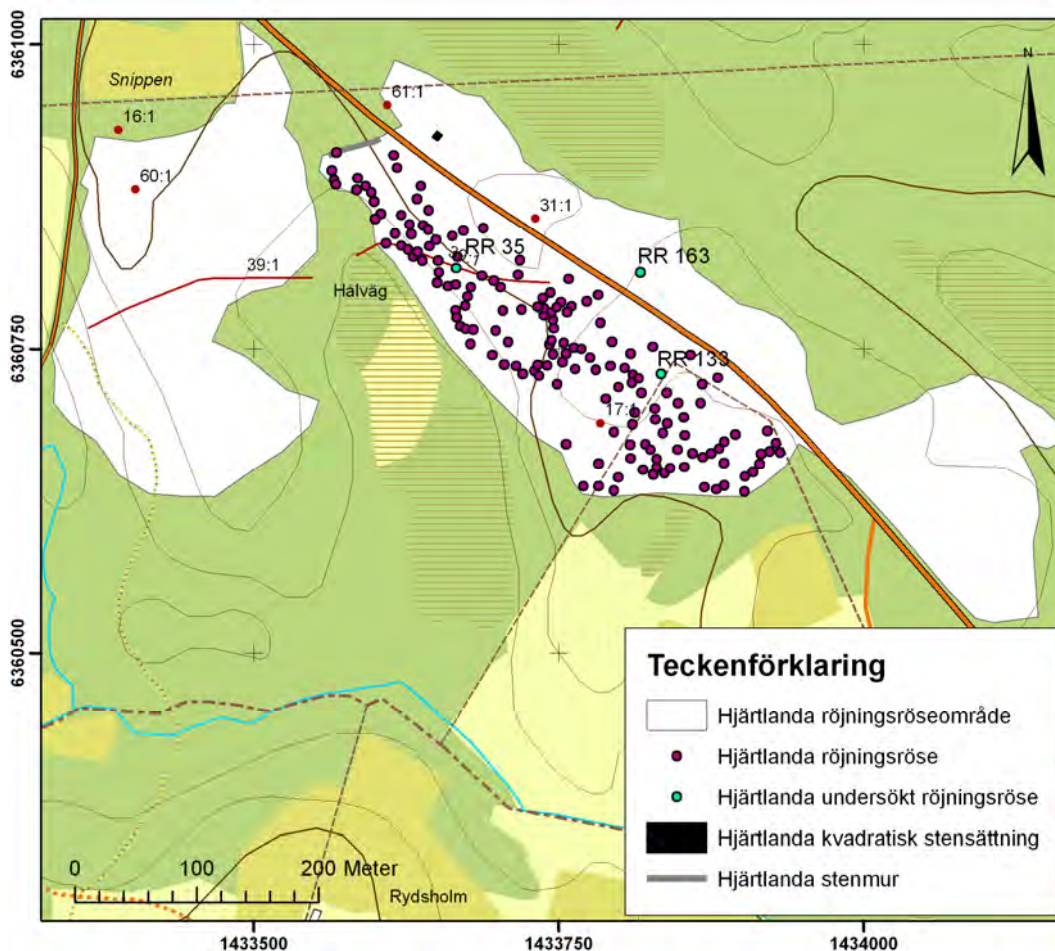 6361000
6360750
6360500
1433500
1433750
1434000
N
Snippen
16:1
60:1
61:1
31:1
39:1
RR 35
RR 163
Halväg
RR 133
17:1
Rydsholm
0 100 200 Meter
Teckenförklaring
Hjärtlanda röjningsröseområde
Hjärtlanda röjningsröse
Hjärtlanda undersökt röjningsröse
Hjärtlanda kvadratisk stensättning
Hjärtlanda stenmur